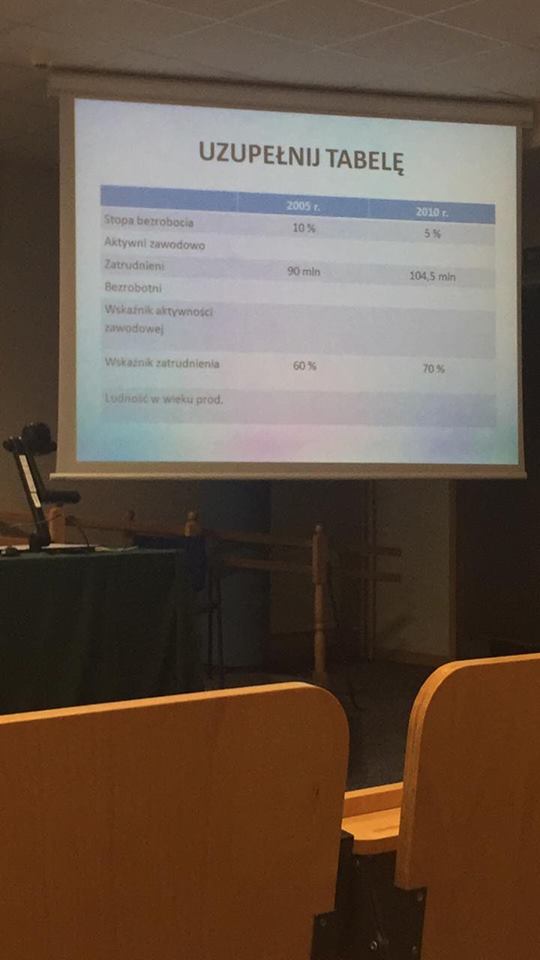 UZUPEŁNIJ TABELĘ
2005 r. 2010 r.
Stopa bezrobocia 10 % 5 %
Aktywni zawodowo
Zatrudnieni 90 mln 104,5 mln
Bezrobotni
Wskaźnik aktywności
zawodowej
Wskaźnik zatrudnienia 60 % 70 %
Ludność w wieku prod.